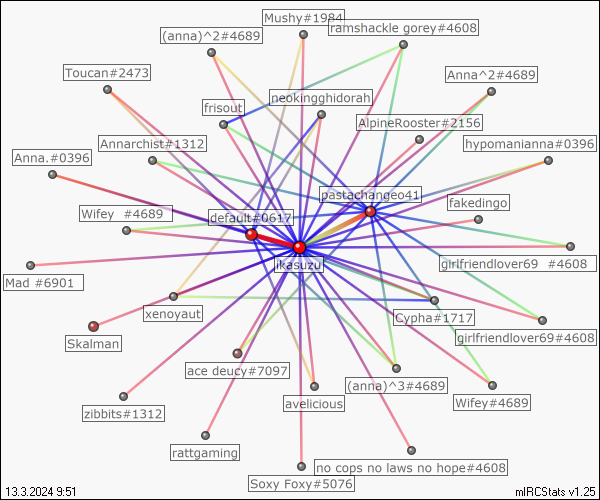 Mushy#1984
ramshackle gorey#4608
(anna)^2#4689
Toucan#2473
Anna^2#4689
neokingghidorah
frisout
AlpineRooster#2156
Annarchist#1312
hypomanianna#0396
Anna.#0396
pastachangeo41
Wifey  #4689
default#0617
fakedingo
ikasuzu
girlfriendlover69  #4608
Mad #6901
xenoyaut
Cypha#1717
Skalman
girlfriendlover69#4608
ace deucy#7097
(anna)^3#4689
Wifey#4689
avelicious
zibbits#1312
rattgaming
no cops no laws no hope#4608
Soxy Foxy#5076
13.3.2024 9:51
mIRCStats v1.25